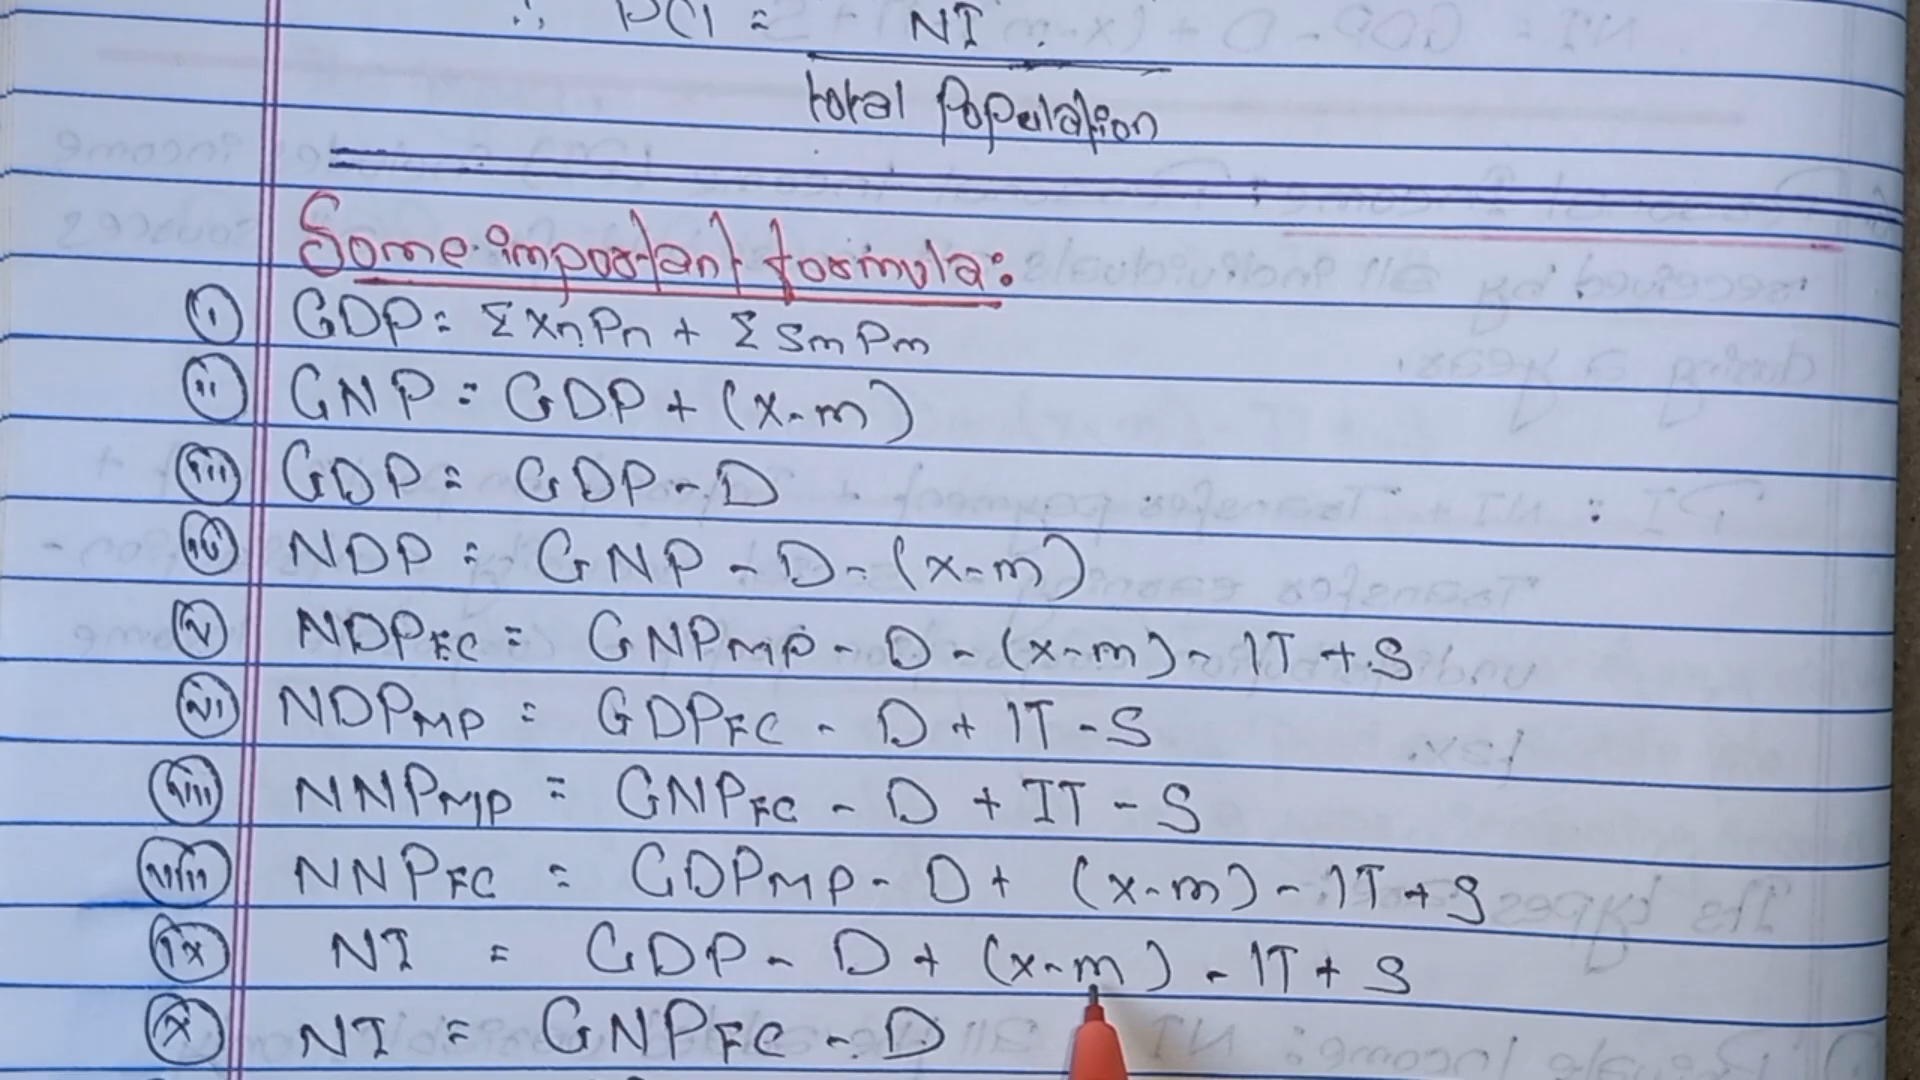 ∴ PCI = NI
total Population
Some important formula:
(i) GDP = ΣXnPn + ΣSmPm
(ii) GNP = GDP + (x-m)
(iii) GDP = GDP - D
(iv) NDP = GNP - D - (x-m)
(v) NDPFC = GNPMP - D - (x-m) - IT + S
(vi) NDPMP = GDPFC - D + IT - S
(vii) NNPMP = GNPFC - D + IT - S
(viii) NNPFC = GDPMP - D + (x-m) - IT + S
(ix) NI = GDP - D + (x-m) - IT + S
(x) NI = GNPFC - D